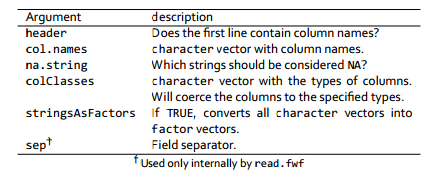 Argument description
header Does the first line contain column names?
col.names character vector with column names.
na.string Which strings should be considered NA?
colClasses character vector with the types of columns.
Will coerce the columns to the specified types.
stringsAsFactors If TRUE, converts all character vectors into
factor vectors.
sep† Field separator.
† Used only internally by read.fwf